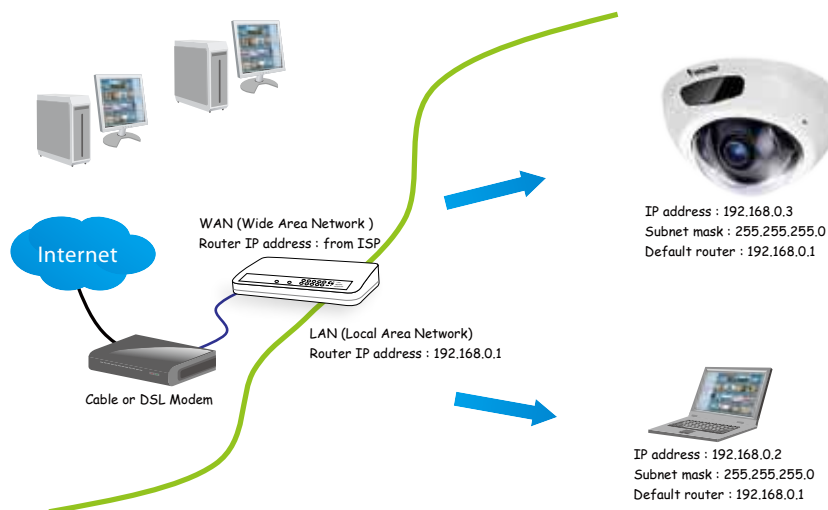 Internet
WAN (Wide Area Network )
Router IP address : from ISP
LAN (Local Area Network)
Router IP address : 192.168.0.1
Cable or DSL Modem
IP address : 192.168.0.3
Subnet mask : 255.255.255.0
Default router : 192.168.0.1
IP address : 192.168.0.2
Subnet mask : 255.255.255.0
Default router : 192.168.0.1